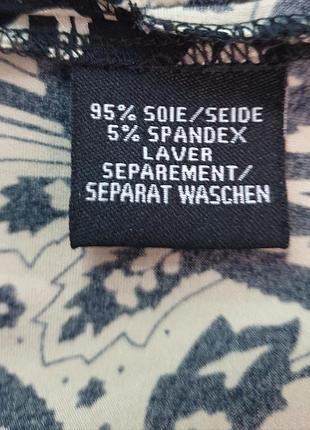 95% SOIE/SEIDE
5% SPANDEX
LAVER
SEPAREMENT/
SEPARAT WASCHEN